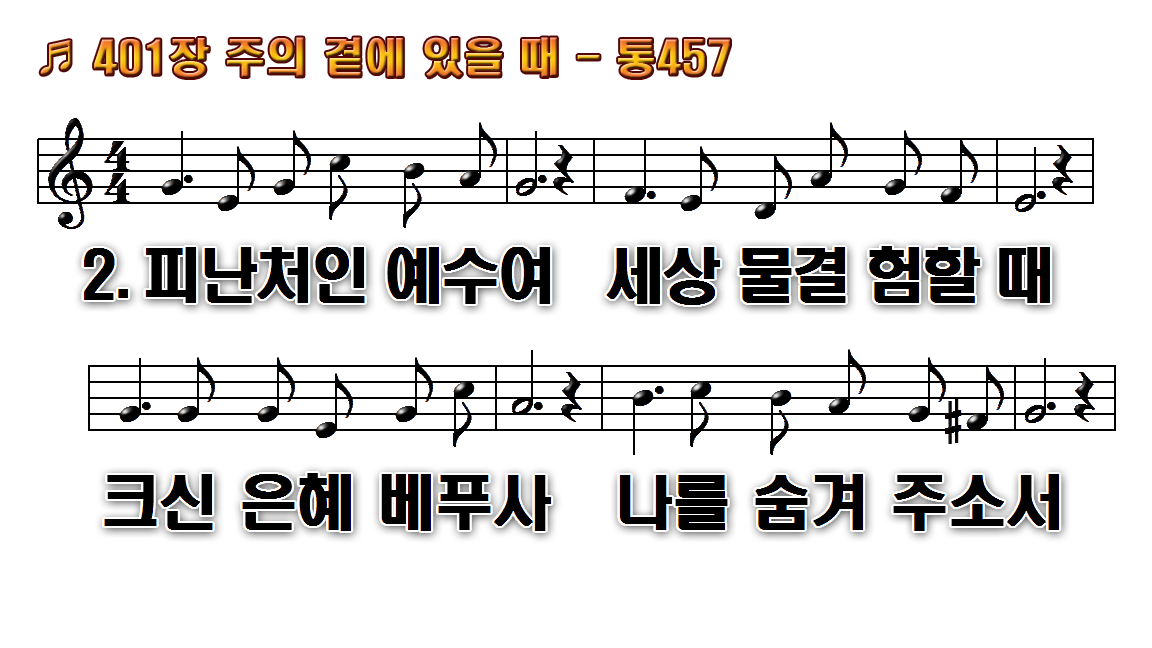 ♬ 401장 주의 곁에 있을 때 - 통457
2. 피난처인 예수여 세상 물결 험할 때
크신 은혜 베푸사 나를 숨겨 주소서